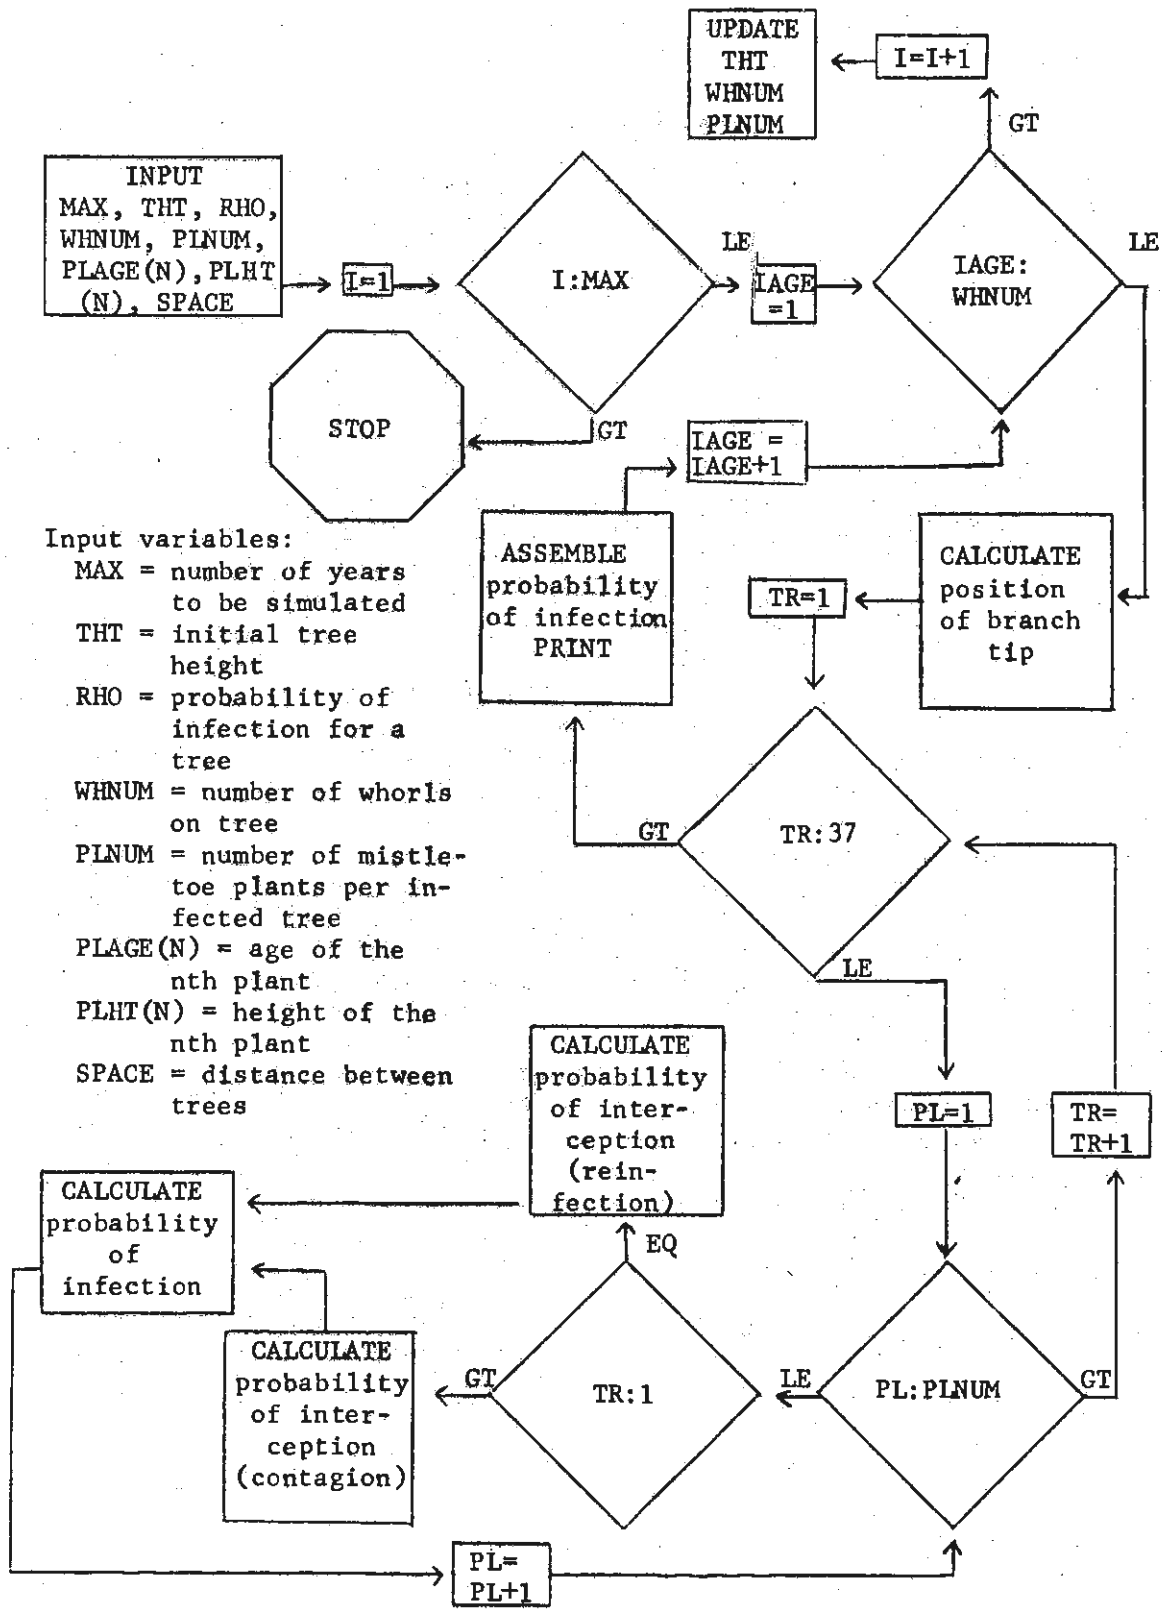 UPDATE
THT
WHNUM
PLNUM
I=I+1
GT
INPUT
MAX, THT, RHO,
WHNUM, PLNUM,
PLAGE(N),PLHT
(N), SPACE
I=1
I:MAX
LE
IAGE
=1
IAGE:
WHNUM
LE
STOP
GT
IAGE =
IAGE+1
Input variables:
MAX = number of years
to be simulated
THT = initial tree
height
RHO = probability of
infection for a
tree
WHNUM = number of whorls
on tree
PLNUM = number of mistle-
toe plants per in-
fected tree
PLAGE(N) = age of the
nth plant
PLHT(N) = height of the
nth plant
SPACE = distance between
trees
ASSEMBLE
probability
of infection
PRINT
TR=1
CALCULATE
position
of branch
tip
GT
TR:37
LE
PL=1
TR=
TR+1
CALCULATE
probability
of inter-
ception
(rein-
fection)
CALCULATE
probability
of
infection
EQ
CALCULATE
probability
of inter-
ception
(contagion)
GT
TR:1
LE
PL:PLNUM
GT
PL=
PL+1